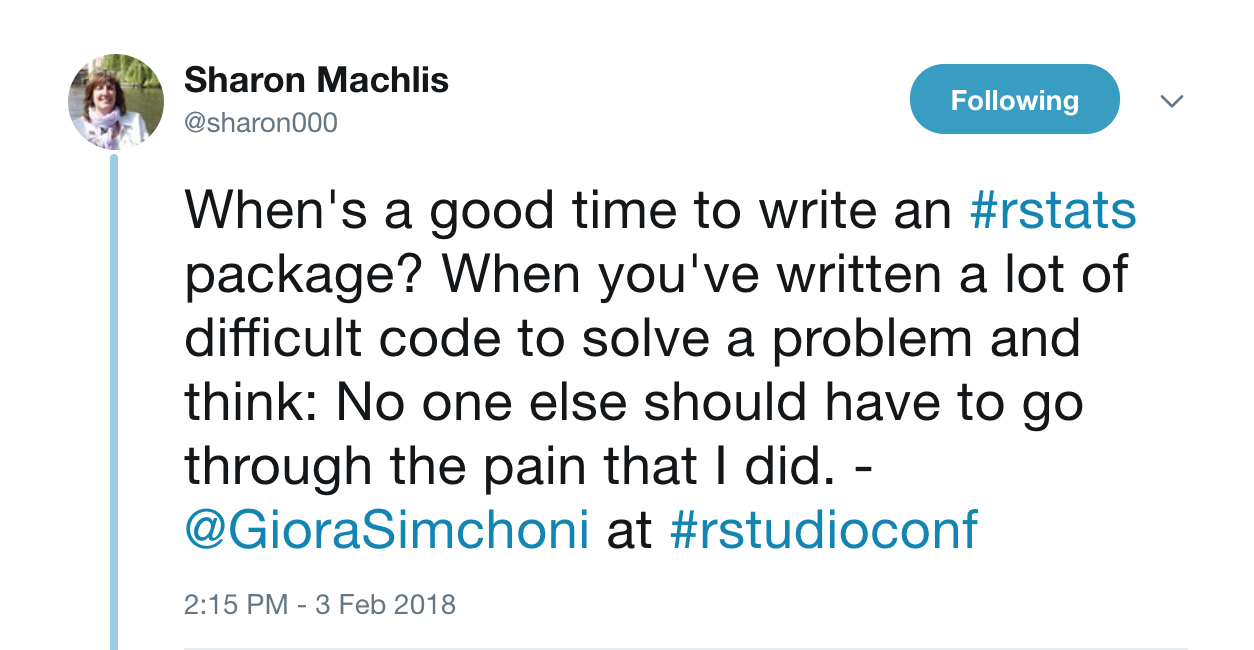 Sharon Machlis
@sharon000
Following
When's a good time to write an #rstats
package? When you've written a lot of
difficult code to solve a problem and
think: No one else should have to go
through the pain that I did. -
@GioraSimchoni at #rstudioconf
2:15 PM - 3 Feb 2018